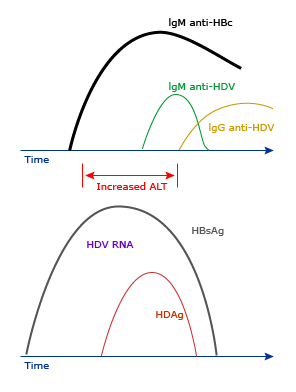 IgM anti-HBc
IgM anti-HDV
IgG anti-HDV
Time
Increased ALT
HBsAg
HDV RNA
HDAg
Time